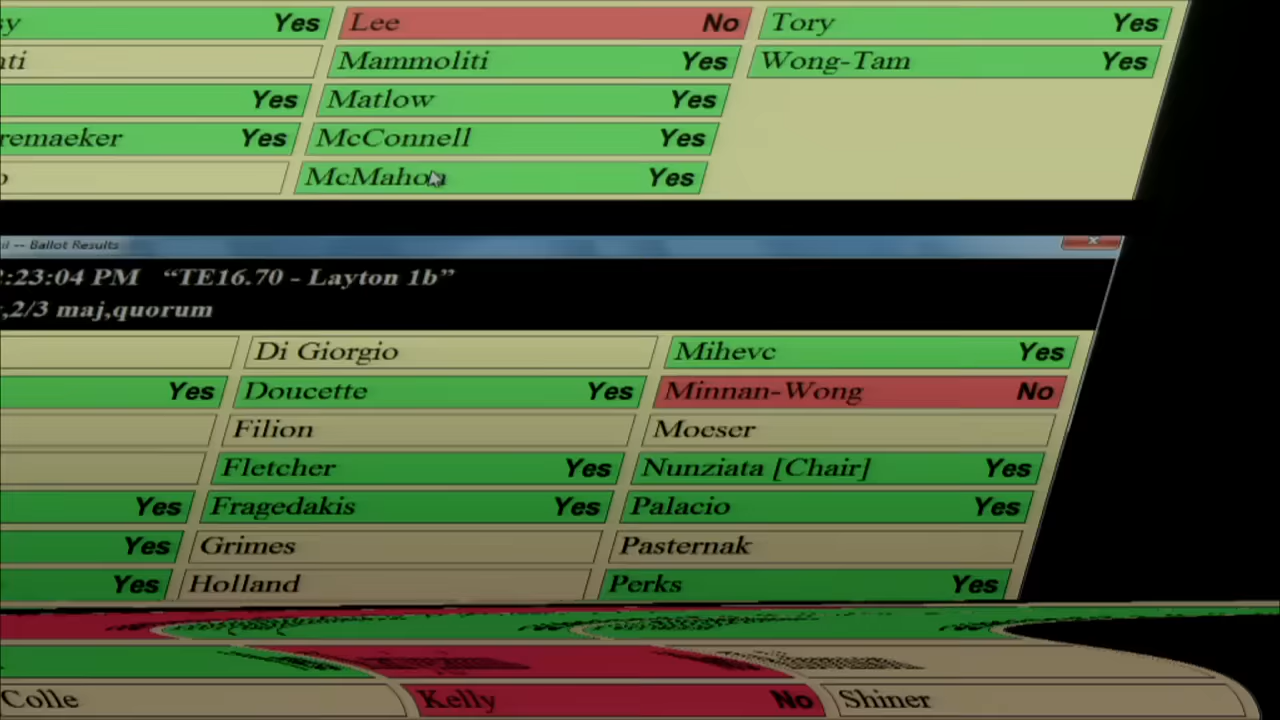 sy Yes Lee No Tory Yes
nti Mammoliti Yes Wong-Tam Yes
Yes Matlow Yes
remaeker Yes McConnell Yes
o McMahon Yes
il -- Ballot Results
:23:04 PM “TE16.70 - Layton 1b”
,2/3 maj,quorum
Di Giorgio Mihevc Yes
Yes Doucette Yes Minnan-Wong No
Filion Moeser
Fletcher Yes Nunziata [Chair] Yes
Yes Fragedakis Yes Palacio Yes
Yes Grimes Pasternak
Yes Holland Perks Yes
Colle Kelly No Shiner